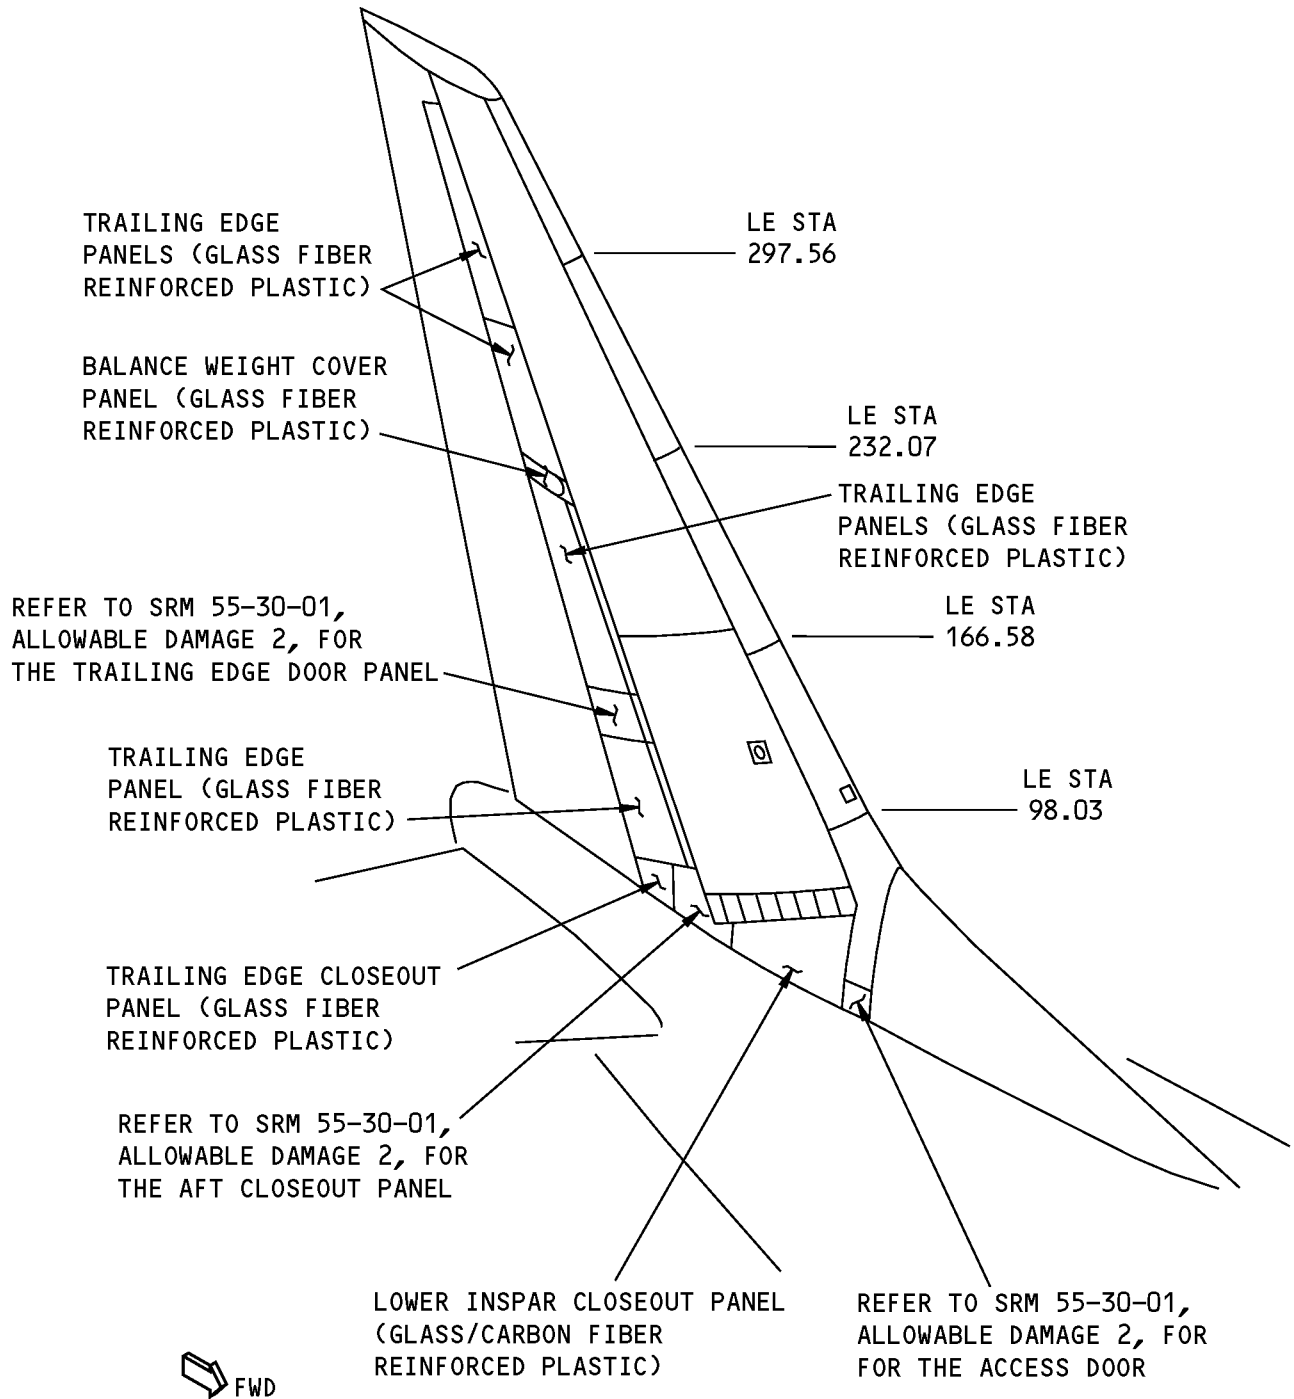 TRAILING EDGE
PANELS (GLASS FIBER
REINFORCED PLASTIC)
LE STA
297.56
BALANCE WEIGHT COVER
PANEL (GLASS FIBER
REINFORCED PLASTIC)
LE STA
232.07
TRAILING EDGE
PANELS (GLASS FIBER
REINFORCED PLASTIC)
REFER TO SRM 55-30-01,
ALLOWABLE DAMAGE 2, FOR
THE TRAILING EDGE DOOR PANEL
LE STA
166.58
TRAILING EDGE
PANEL (GLASS FIBER
REINFORCED PLASTIC)
LE STA
98.03
TRAILING EDGE CLOSEOUT
PANEL (GLASS FIBER
REINFORCED PLASTIC)
REFER TO SRM 55-30-01,
ALLOWABLE DAMAGE 2, FOR
THE AFT CLOSEOUT PANEL
LOWER INSPAR CLOSEOUT PANEL
(GLASS/CARBON FIBER
REINFORCED PLASTIC)
REFER TO SRM 55-30-01,
ALLOWABLE DAMAGE 2, FOR
FOR THE ACCESS DOOR
FWD